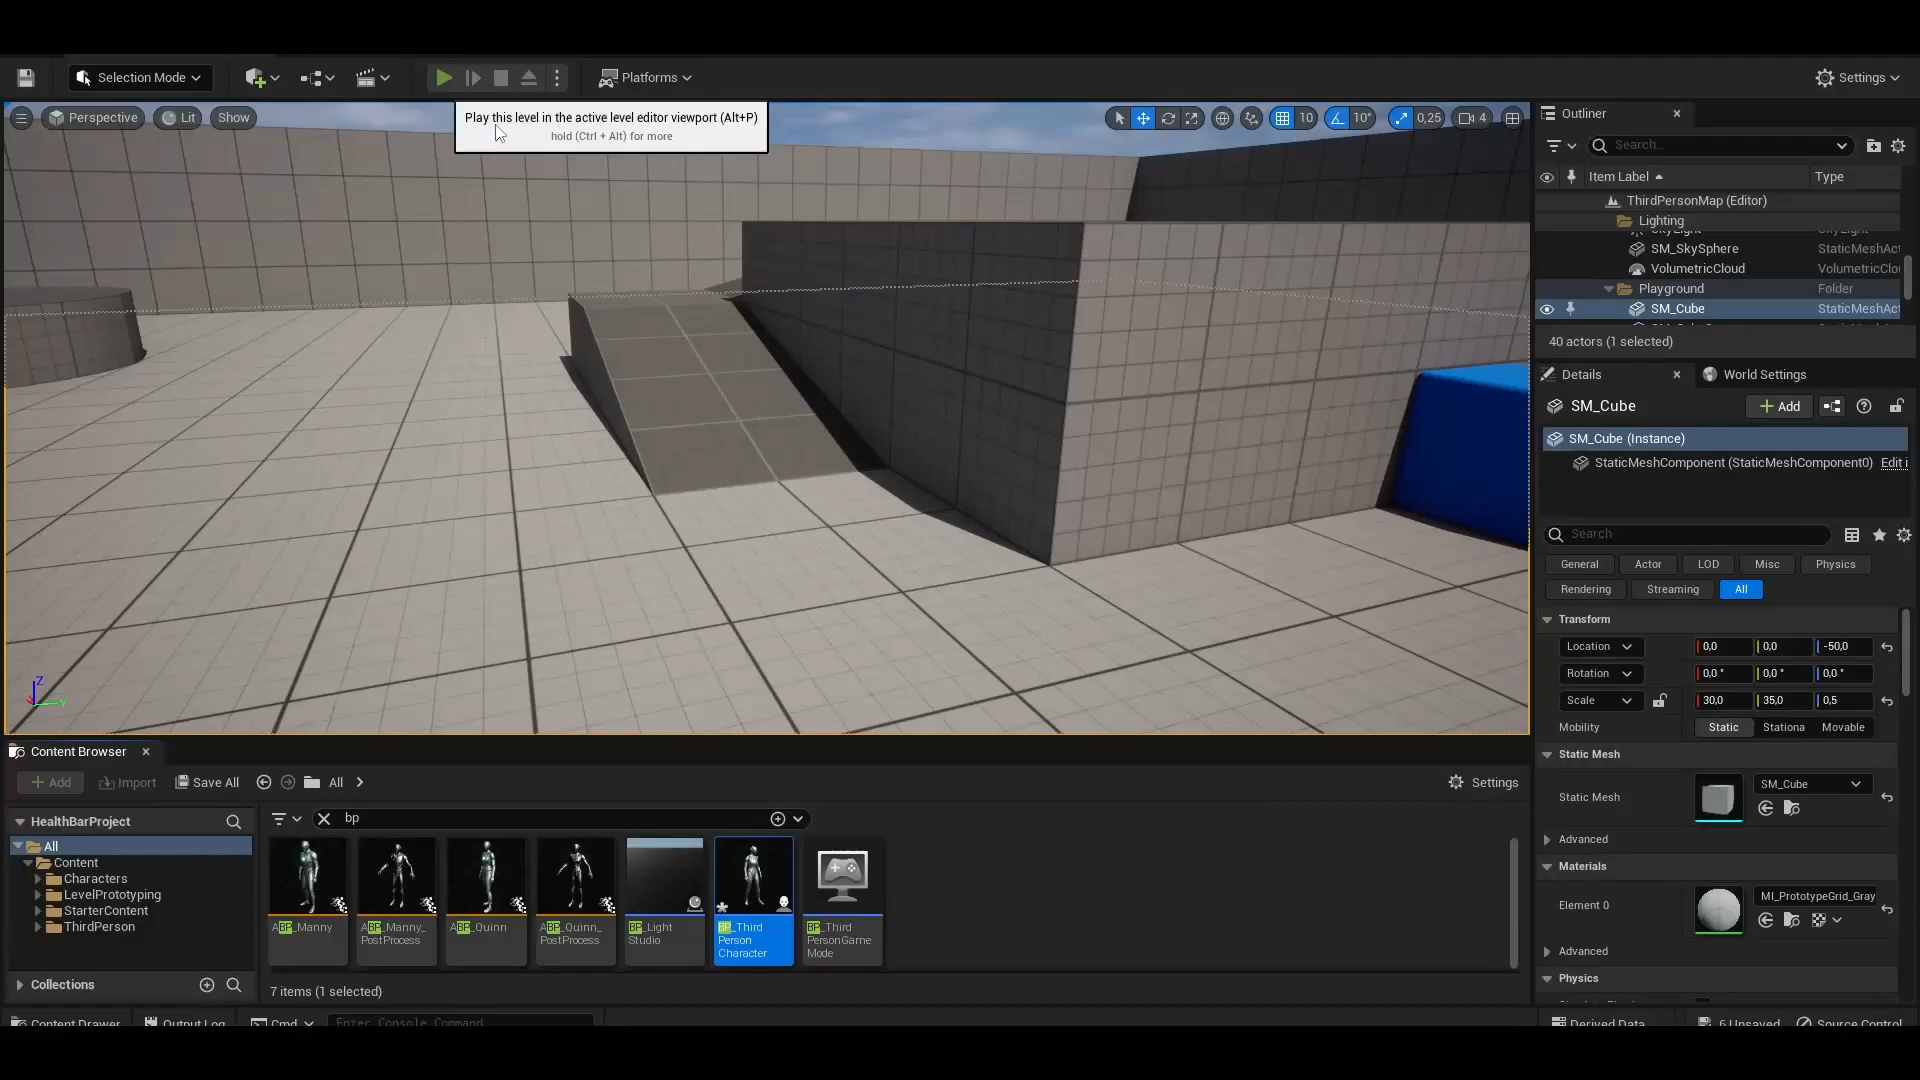 Selection Mode
Platforms
Settings
Perspective
Lit
Show
Play this level in the active level editor viewport (Alt+P)
hold (Ctrl + Alt) for more
10
10°
0,25
4
Z
Y
Outliner
Search...
Item Label
Type
ThirdPersonMap (Editor)
Lighting
SkyLight
SM_SkySphere
StaticMeshAct
VolumetricCloud
VolumetricClou
Playground
Folder
SM_Cube
StaticMeshAct
40 actors (1 selected)
Details
World Settings
SM_Cube
Add
SM_Cube (Instance)
StaticMeshComponent (StaticMeshComponent0)
Edit i
Search
General
Actor
LOD
Misc
Physics
Rendering
Streaming
All
Transform
Location
0,0
0,0
-50,0
Rotation
0,0 °
0,0 °
0,0 °
Scale
30,0
35,0
0,5
Mobility
Static
Stationa
Movable
Static Mesh
Static Mesh
SM_Cube
Advanced
Materials
Element 0
MI_PrototypeGrid_Gray
Advanced
Physics
Content Browser
Add
Import
Save All
All
Settings
HealthBarProject
All
Content
Characters
LevelPrototyping
StarterContent
ThirdPerson
Collections
bp
ABP_Manny
ABP_Manny_
PostProcess
ABP_Quinn
ABP_Quinn_
PostProcess
BP_Light
Studio
BP_Third
Person
Character
BP_Third
PersonGame
Mode
7 items (1 selected)
Content Drawer
Output Log
Cmd
Enter Console Command
Derived Data
6 Unsaved
Source Control